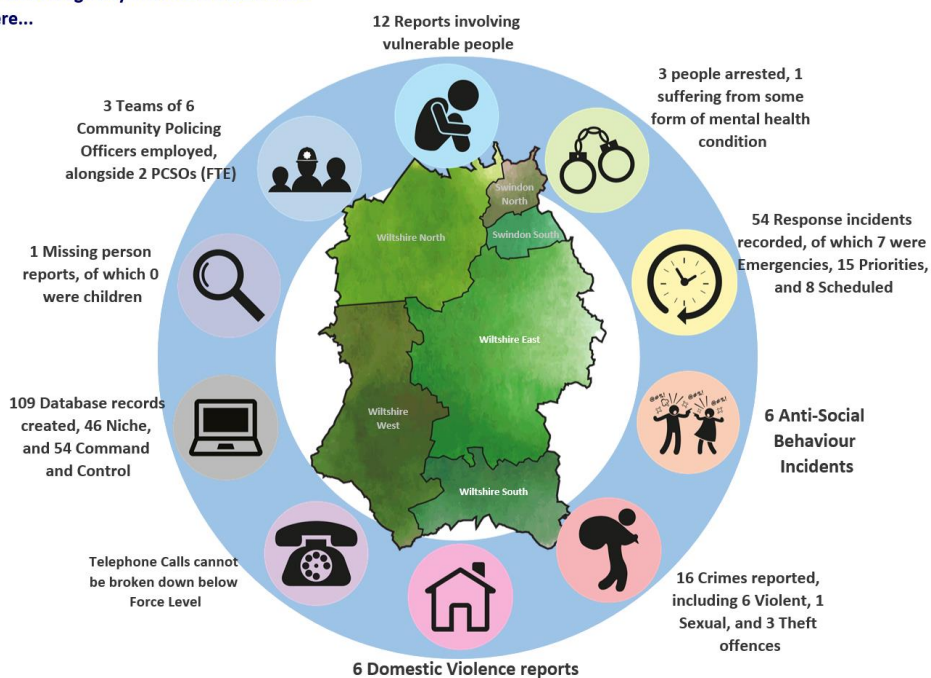 ere...
12 Reports involving
vulnerable people
3 people arrested, 1
suffering from some
form of mental health
condition
54 Response incidents
recorded, of which 7 were
Emergencies, 15 Priorities,
and 8 Scheduled
6 Anti-Social
Behaviour
Incidents
16 Crimes reported,
including 6 Violent, 1
Sexual, and 3 Theft
offences
6 Domestic Violence reports
Telephone Calls cannot
be broken down below
Force Level
109 Database records
created, 46 Niche,
and 54 Command
and Control
1 Missing person
reports, of which 0
were children
3 Teams of 6
Community Policing
Officers employed,
alongside 2 PCSOs (FTE)
Swindon
North
Swindon South
Wiltshire North
Wiltshire East
Wiltshire
West
Wiltshire South
@#%!
@#%!